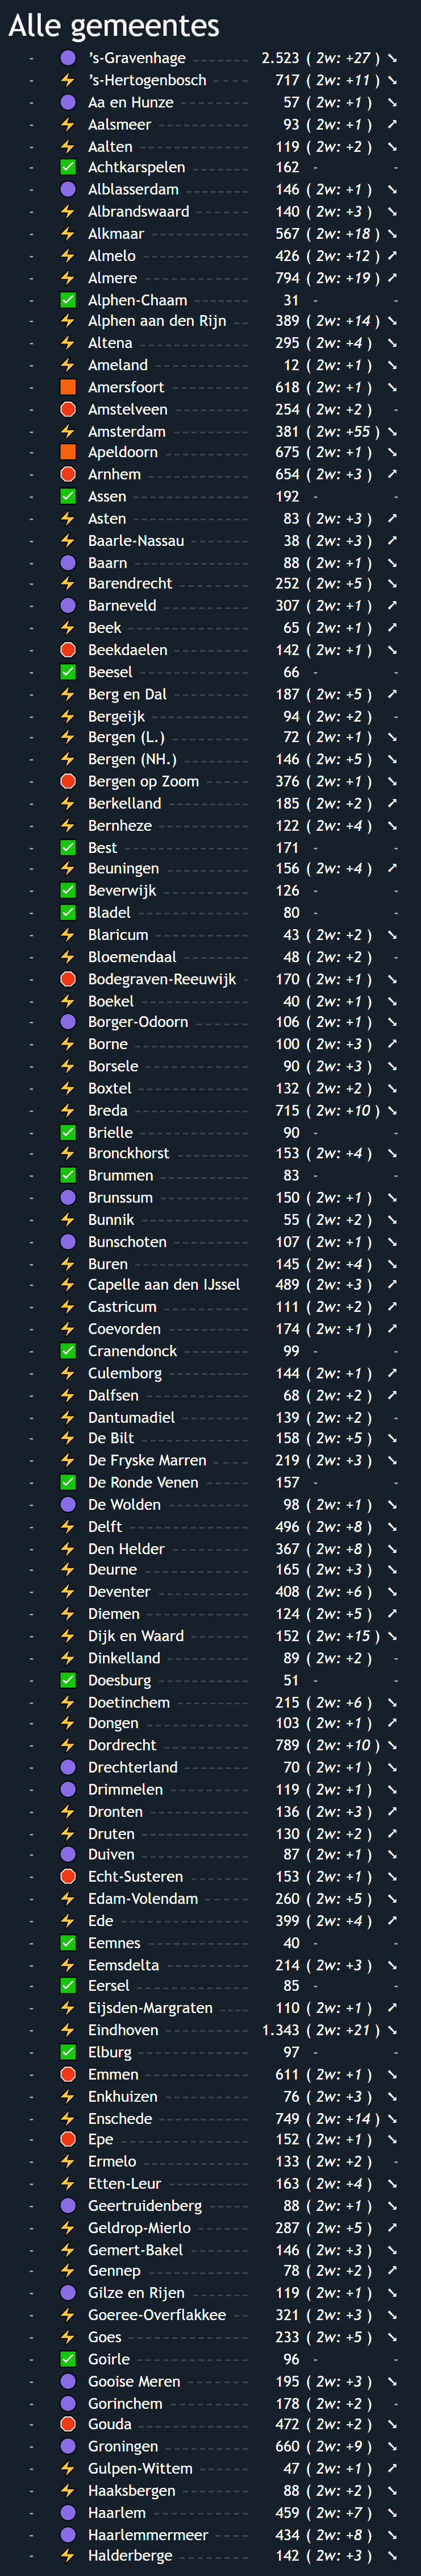 Alle gemeentes
- 's-Gravenhage 2.523 ( 2w: +27 ) ↘
- ⚡ 's-Hertogenbosch 717 ( 2w: +11 ) ↘
- Aa en Hunze 57 ( 2w: +1 ) ↘
- ⚡ Aalsmeer 93 ( 2w: +1 ) ↗
- ⚡ Aalten 119 ( 2w: +2 ) ↘
- ✅ Achtkarspelen 162 - -
- Alblasserdam 146 ( 2w: +1 ) ↘
- ⚡ Albrandswaard 140 ( 2w: +3 ) ↘
- ⚡ Alkmaar 567 ( 2w: +18 ) ↘
- ⚡ Almelo 426 ( 2w: +12 ) ↗
- ⚡ Almere 794 ( 2w: +19 ) ↗
- ✅ Alphen-Chaam 31 - -
- ⚡ Alphen aan den Rijn 389 ( 2w: +14 ) ↘
- ⚡ Altena 295 ( 2w: +4 ) ↘
- ⚡ Ameland 12 ( 2w: +1 ) ↘
- Amersfoort 618 ( 2w: +1 ) ↘
- Amstelveen 254 ( 2w: +2 ) -
- ⚡ Amsterdam 381 ( 2w: +55 ) ↘
- Apeldoorn 675 ( 2w: +1 ) ↘
- Arnhem 654 ( 2w: +3 ) ↗
- ✅ Assen 192 - -
- ⚡ Asten 83 ( 2w: +3 ) ↗
- ⚡ Baarle-Nassau 38 ( 2w: +3 ) ↗
- Baarn 88 ( 2w: +1 ) ↘
- ⚡ Barendrecht 252 ( 2w: +5 ) ↘
- Barneveld 307 ( 2w: +1 ) ↗
- ⚡ Beek 65 ( 2w: +1 ) ↗
- Beekdaelen 142 ( 2w: +1 ) ↘
- ✅ Beesel 66 - -
- ⚡ Berg en Dal 187 ( 2w: +5 ) ↗
- ⚡ Bergeijk 94 ( 2w: +2 ) -
- ⚡ Bergen (L.) 72 ( 2w: +1 ) ↘
- ⚡ Bergen (NH.) 146 ( 2w: +5 ) ↘
- Bergen op Zoom 376 ( 2w: +1 ) ↘
- ⚡ Berkelland 185 ( 2w: +2 ) ↗
- ⚡ Bernheze 122 ( 2w: +4 ) ↘
- ✅ Best 171 - -
- ⚡ Beuningen 156 ( 2w: +4 ) ↗
- ✅ Beverwijk 126 - -
- ✅ Bladel 80 - -
- ⚡ Blaricum 43 ( 2w: +2 ) ↘
- ⚡ Bloemendaal 48 ( 2w: +2 ) -
- Bodegraven-Reeuwijk 170 ( 2w: +1 ) ↘
- ⚡ Boekel 40 ( 2w: +1 ) ↘
- Borger-Odoorn 106 ( 2w: +1 ) ↘
- ⚡ Borne 100 ( 2w: +3 ) ↗
- ⚡ Borsele 90 ( 2w: +3 ) ↘
- ⚡ Boxtel 132 ( 2w: +2 ) ↘
- ⚡ Breda 715 ( 2w: +10 ) ↘
- ✅ Brielle 90 - -
- ⚡ Bronckhorst 153 ( 2w: +4 ) ↘
- ✅ Brummen 83 - -
- Brunssum 150 ( 2w: +1 ) ↘
- ⚡ Bunnik 55 ( 2w: +2 ) ↘
- Bunschoten 107 ( 2w: +1 ) ↘
- ⚡ Buren 145 ( 2w: +4 ) ↘
- ⚡ Capelle aan den IJssel 489 ( 2w: +3 ) ↗
- ⚡ Castricum 111 ( 2w: +2 ) ↗
- ⚡ Coevorden 174 ( 2w: +1 ) ↗
- ✅ Cranendonck 99 - -
- ⚡ Culemborg 144 ( 2w: +1 ) ↗
- ⚡ Dalfsen 68 ( 2w: +2 ) ↗
- ⚡ Dantumadiel 139 ( 2w: +2 ) -
- ⚡ De Bilt 158 ( 2w: +5 ) ↘
- ⚡ De Fryske Marren 219 ( 2w: +3 ) ↘
- ✅ De Ronde Venen 157 - -
- De Wolden 98 ( 2w: +1 ) ↘
- ⚡ Delft 496 ( 2w: +8 ) ↘
- ⚡ Den Helder 367 ( 2w: +8 ) ↘
- ⚡ Deurne 165 ( 2w: +3 ) ↘
- ⚡ Deventer 408 ( 2w: +6 ) ↘
- ⚡ Diemen 124 ( 2w: +5 ) ↗
- ⚡ Dijk en Waard 152 ( 2w: +15 ) ↘
- ⚡ Dinkelland 89 ( 2w: +2 ) -
- ✅ Doesburg 51 - -
- ⚡ Doetinchem 215 ( 2w: +6 ) ↘
- ⚡ Dongen 103 ( 2w: +1 ) ↗
- ⚡ Dordrecht 789 ( 2w: +10 ) ↘
- Drechterland 70 ( 2w: +1 ) ↘
- Drimmelen 119 ( 2w: +1 ) ↘
- ⚡ Dronten 136 ( 2w: +3 ) ↗
- ⚡ Druten 130 ( 2w: +2 ) ↗
- Duiven 87 ( 2w: +1 ) ↘
- Echt-Susteren 153 ( 2w: +1 ) ↘
- ⚡ Edam-Volendam 260 ( 2w: +5 ) ↘
- ⚡ Ede 399 ( 2w: +4 ) ↗
- ✅ Eemnes 40 - -
- ⚡ Eemsdelta 214 ( 2w: +3 ) ↘
- ✅ Eersel 85 - -
- ⚡ Eijsden-Margraten 110 ( 2w: +1 ) ↗
- ⚡ Eindhoven 1.343 ( 2w: +21 ) ↘
- ✅ Elburg 97 - -
- Emmen 611 ( 2w: +1 ) ↘
- ⚡ Enkhuizen 76 ( 2w: +3 ) ↘
- ⚡ Enschede 749 ( 2w: +14 ) ↘
- Epe 152 ( 2w: +1 ) ↘
- ⚡ Ermelo 133 ( 2w: +2 ) -
- ⚡ Etten-Leur 163 ( 2w: +4 ) ↘
- Geertruidenberg 88 ( 2w: +1 ) ↘
- ⚡ Geldrop-Mierlo 287 ( 2w: +5 ) ↗
- ⚡ Gemert-Bakel 146 ( 2w: +3 ) ↘
- ⚡ Gennep 78 ( 2w: +2 ) ↗
- Gilze en Rijen 119 ( 2w: +1 ) ↘
- ⚡ Goeree-Overflakkee 321 ( 2w: +3 ) ↘
- ⚡ Goes 233 ( 2w: +5 ) ↘
- ✅ Goirle 96 - -
- Gooise Meren 195 ( 2w: +3 ) ↘
- Gorinchem 178 ( 2w: +2 ) -
- Gouda 472 ( 2w: +2 ) ↘
- Groningen 660 ( 2w: +9 ) ↘
- ⚡ Gulpen-Wittem 47 ( 2w: +1 ) ↗
- ⚡ Haaksbergen 88 ( 2w: +2 ) ↘
- Haarlem 459 ( 2w: +7 ) ↘
- Haarlemmermeer 434 ( 2w: +8 ) ↘
- ⚡ Halderberge 142 ( 2w: +3 ) ↘